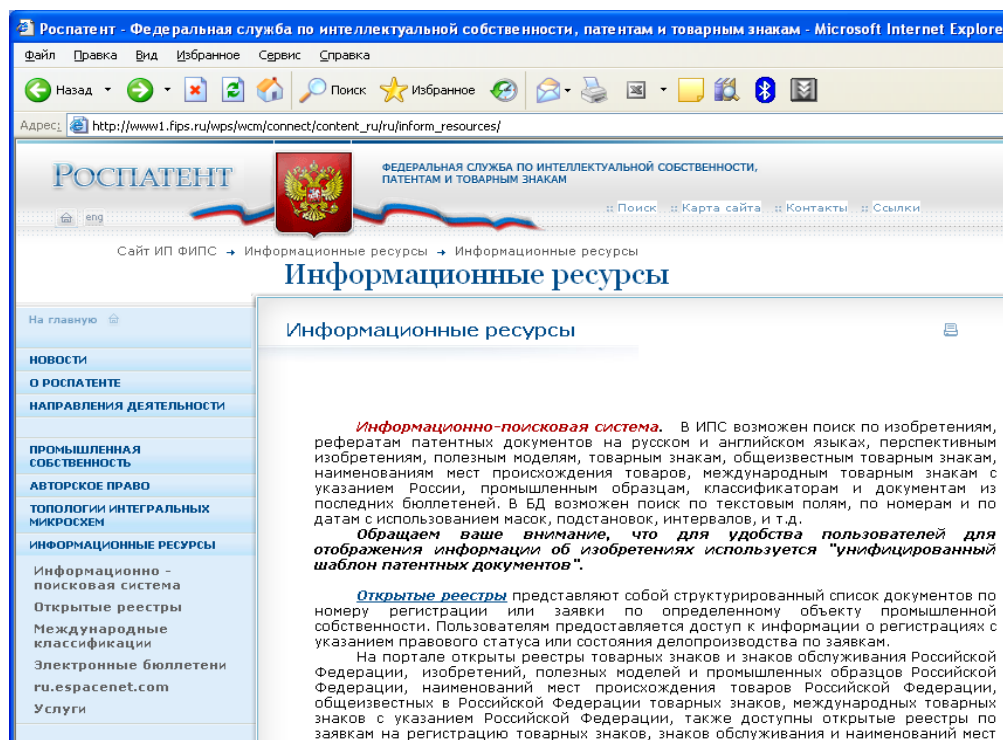 Роспатент - Федеральная служба по интеллектуальной собственности, патентам и товарным знакам - Microsoft Internet Explore
Файл Правка Вид Избранное Сервис Справка
Назад Поиск Избранное
Адрес: http://www1.fips.ru/wps/wcm/connect/content_ru/ru/inform_resources/
РОСПАТЕНТ
ФЕДЕРАЛЬНАЯ СЛУЖБА ПО ИНТЕЛЛЕКТУАЛЬНОЙ СОБСТВЕННОСТИ,
ПАТЕНТАМ И ТОВАРНЫМ ЗНАКАМ
eng
:: Поиск :: Карта сайта :: Контакты :: Ссылки
Сайт ИП ФИПС → Информационные ресурсы → Информационные ресурсы
Информационные ресурсы
На главную
НОВОСТИ
О РОСПАТЕНТЕ
НАПРАВЛЕНИЯ ДЕЯТЕЛЬНОСТИ
ПРОМЫШЛЕННАЯ
СОБСТВЕННОСТЬ
АВТОРСКОЕ ПРАВО
ТОПОЛОГИИ ИНТЕГРАЛЬНЫХ
МИКРОСХЕМ
ИНФОРМАЦИОННЫЕ РЕСУРСЫ
Информационно -
поисковая система
Открытые реестры
Международные
классификации
Электронные бюллетени
ru.espacenet.com
Услуги
Информационные ресурсы
Информационно-поисковая система. В ИПС возможен поиск по изобретениям,
рефератам патентных документов на русском и английском языках, перспективным
изобретениям, полезным моделям, товарным знакам, общеизвестным товарным знакам,
наименованиям мест происхождения товаров, международным товарным знакам с
указанием России, промышленным образцам, классификаторам и документам из
последних бюллетеней. В БД возможен поиск по текстовым полям, по номерам и по
датам с использованием масок, подстановок, интервалов, и т.д.
Обращаем ваше внимание, что для удобства пользователей для
отображения информации об изобретениях используется "унифицированный
шаблон патентных документов".
Открытые реестры представляют собой структурированный список документов по
номеру регистрации или заявки по определенному объекту промышленной
собственности. Пользователям предоставляется доступ к информации о регистрациях с
указанием правового статуса или состояния делопроизводства по заявкам.
На портале открыты реестры товарных знаков и знаков обслуживания Российской
Федерации, изобретений, полезных моделей и промышленных образцов Российской
Федерации, наименований мест происхождения товаров Российской Федерации,
общеизвестных в Российской Федерации товарных знаков, международных товарных
знаков с указанием Российской Федерации, также доступны открытые реестры по
заявкам на регистрацию товарных знаков, знаков обслуживания и наименований мест